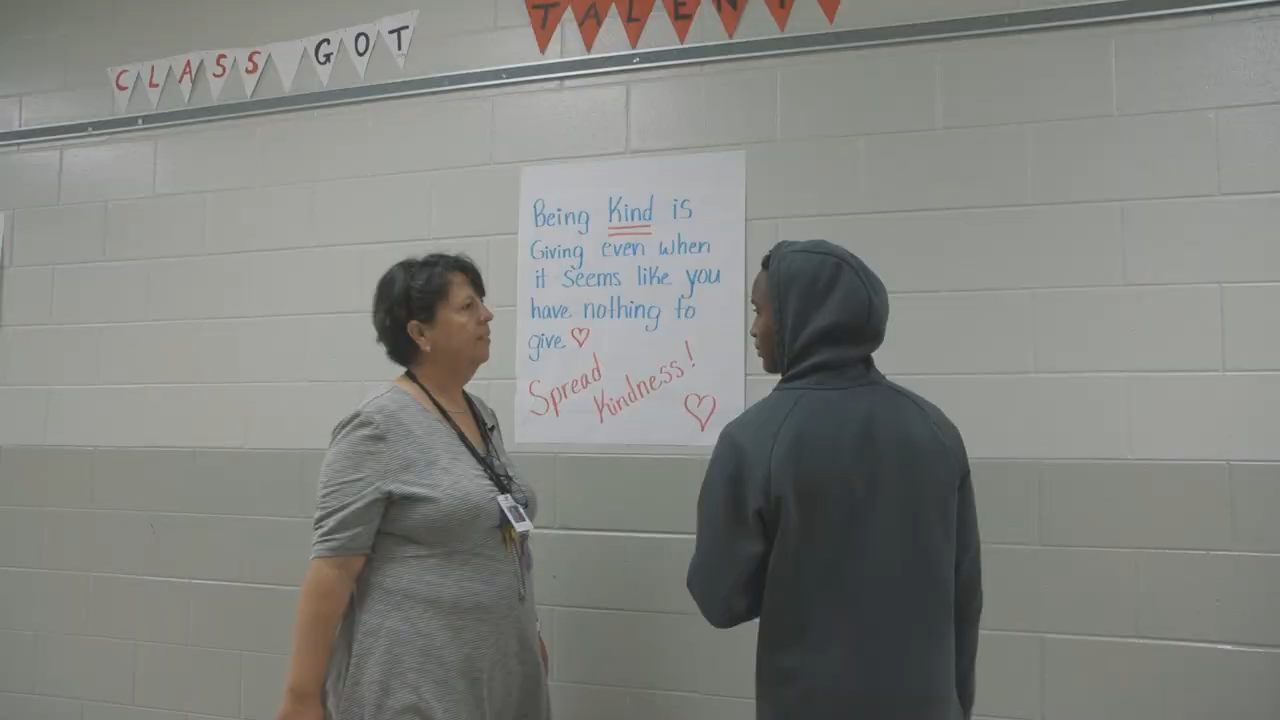 CLASS GOT
TALENT
Being Kind is
Giving even when
it seems like you
have nothing to
give
Spread
Kindness!